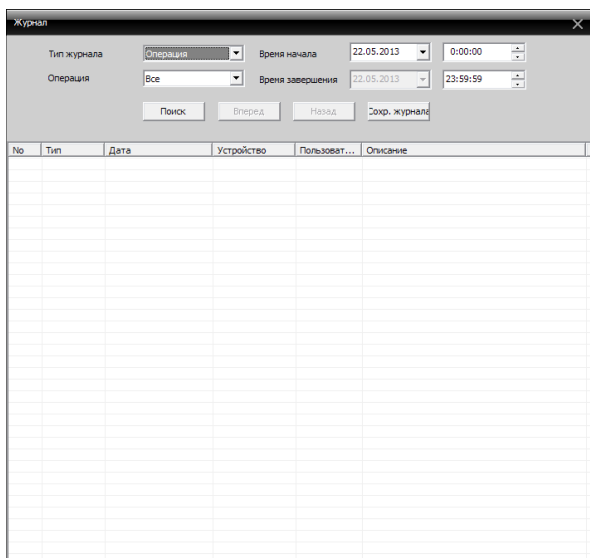 Журнал
Тип журнала Операция Время начала 22.05.2013 0:00:00
Операция Все Время завершения 22.05.2013 23:59:59
Поиск Вперед Назад Сохр. журнала
No Тип Дата Устройство Пользоват... Описание